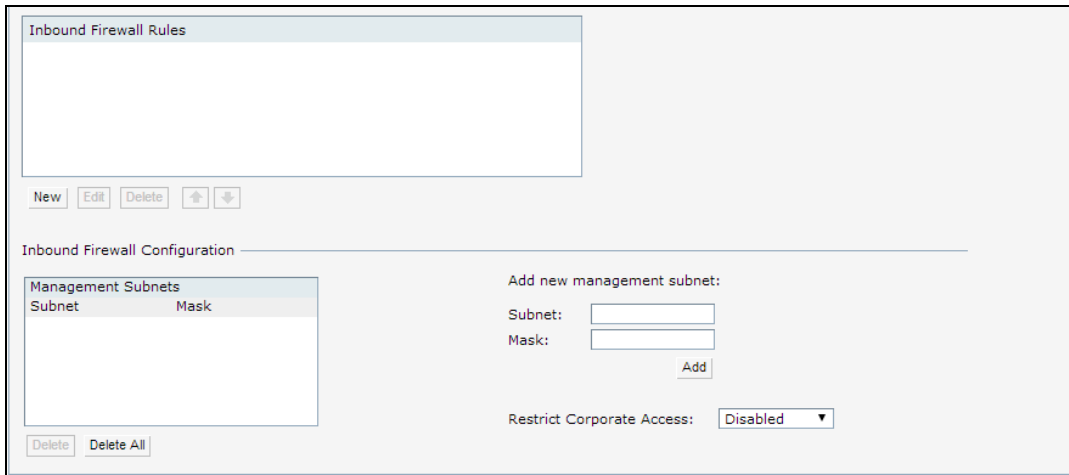 Inbound Firewall Rules
New Edit Delete
Inbound Firewall Configuration
Management Subnets
Subnet Mask
Delete Delete All
Add new management subnet:
Subnet:
Mask:
Add
Restrict Corporate Access: Disabled